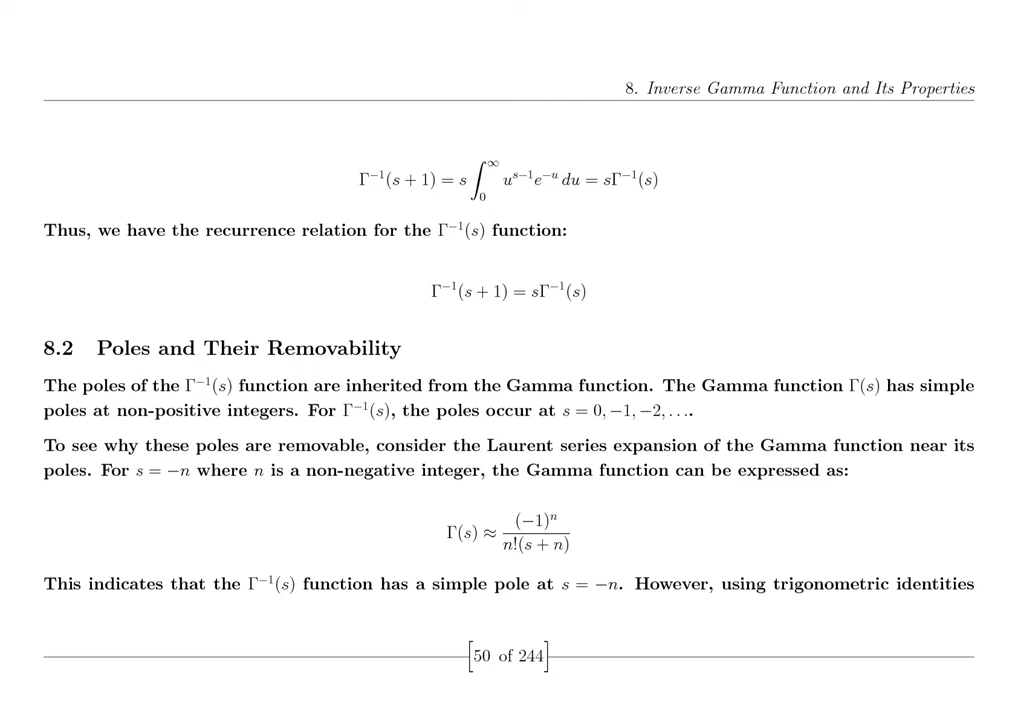 8. Inverse Gamma Function and Its Properties
Γ⁻¹(s + 1) = s ∫₀^∞ uˢ⁻¹e⁻ᵘ du = sΓ⁻¹(s)
Thus, we have the recurrence relation for the Γ⁻¹(s) function:
Γ⁻¹(s + 1) = sΓ⁻¹(s)
8.2 Poles and Their Removability
The poles of the Γ⁻¹(s) function are inherited from the Gamma function. The Gamma function Γ(s) has simple
poles at non-positive integers. For Γ⁻¹(s), the poles occur at s = 0, −1, −2, . . ..
To see why these poles are removable, consider the Laurent series expansion of the Gamma function near its
poles. For s = −n where n is a non-negative integer, the Gamma function can be expressed as:
Γ(s) ≈ (−1)ⁿ / n!(s + n)
This indicates that the Γ⁻¹(s) function has a simple pole at s = −n. However, using trigonometric identities
[50 of 244]